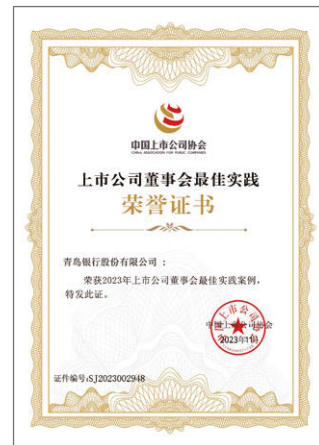 中国上市公司协会
CHINA ASSOCIATION FOR PUBLIC COMPANIES
上市公司董事会最佳实践
荣誉证书
青岛银行股份有限公司：
荣获2023年上市公司董事会最佳实践案例，
特发此证。
中国上市公司协会
2023年11月
证件编号:SJ2023002948